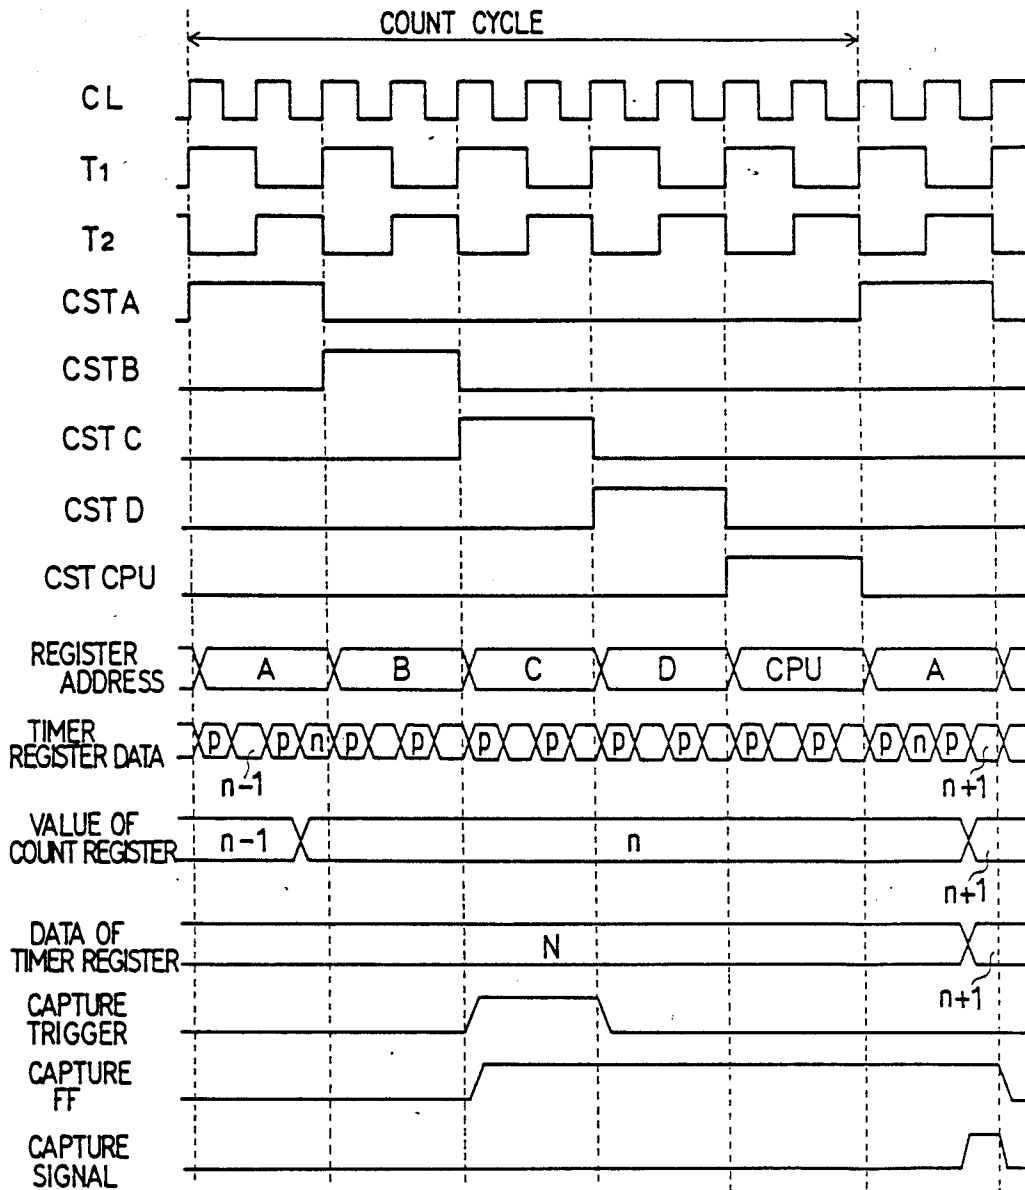 COUNT CYCLE
CL
T1
T2
CSTA
CSTB
CST C
CST D
CST CPU
REGISTER
ADDRESS
A B C D CPU A
TIMER
REGISTER DATA
p p n p p p p p p p p p n p
n-1 n+1
VALUE OF
COUNT REGISTER
n-1 n
n+1
DATA OF
TIMER REGISTER
N
n+1
CAPTURE
TRIGGER
CAPTURE
FF
CAPTURE
SIGNAL